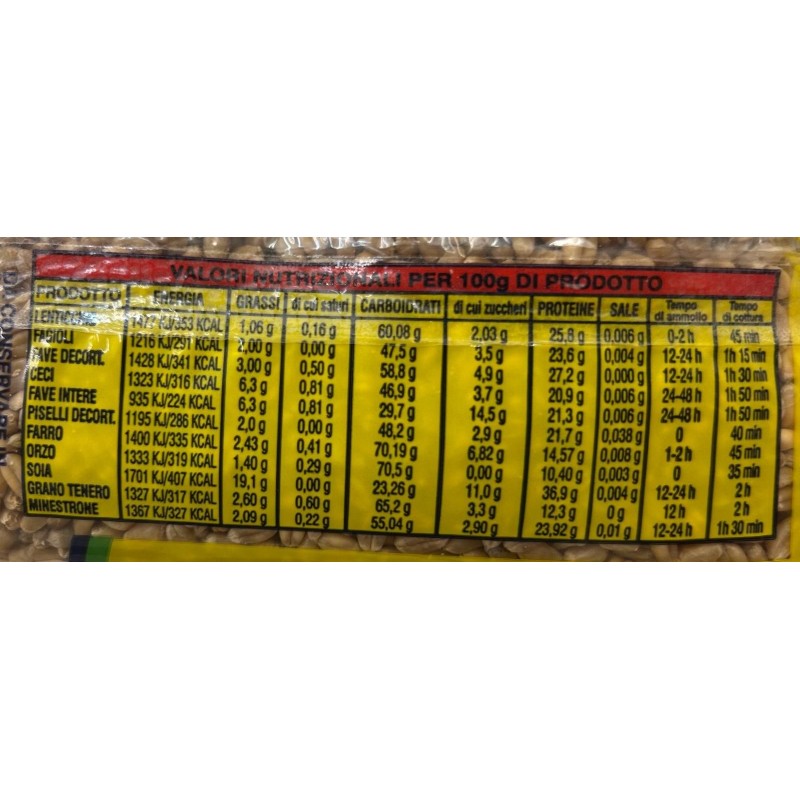 VALORI NUTRIZIONALI PER 100g DI PRODOTTO
PRODOTTO ENERGIA GRASSI di cui saturi CARBOIDRATI di cui zuccheri PROTEINE SALE Tempo di ammollo Tempo di cottura
LENTICCHIE 1477 KJ/353 KCAL 1,06 g 0,16 g 60,08 g 2,03 g 25,8 g 0,006 g 0-2 h 45 min
FAGIOLI 1216 KJ/291 KCAL 2,00 g 0,00 g 47,5 g 3,5 g 23,6 g 0,004 g 12-24 h 1h 15 min
FAVE DECORT. 1428 KJ/341 KCAL 3,00 g 0,50 g 58,8 g 4,9 g 27,2 g 0,000 g 12-24 h 1h 30 min
CECI 1323 KJ/316 KCAL 6,3 g 0,81 g 46,9 g 3,7 g 20,9 g 0,006 g 24-48 h 1h 50 min
FAVE INTERE 935 KJ/224 KCAL 6,3 g 0,81 g 29,7 g 14,5 g 21,3 g 0,006 g 24-48 h 1h 50 min
PISELLI DECORT. 1195 KJ/286 KCAL 2,0 g 0,00 g 48,2 g 2,9 g 21,7 g 0,038 g 0 40 min
FARRO 1400 KJ/335 KCAL 2,43 g 0,41 g 70,19 g 6,82 g 14,57 g 0,008 g 1-2 h 45 min
ORZO 1333 KJ/319 KCAL 1,40 g 0,29 g 70,5 g 0,00 g 10,40 g 0,003 g 0 35 min
SOIA 1701 KJ/407 KCAL 19,1 g 0,00 g 23,26 g 11,0 g 36,9 g 0,004 g 12-24 h 2 h
GRANO TENERO 1327 KJ/317 KCAL 2,60 g 0,60 g 65,2 g 3,3 g 12,3 g 0 g 12 h 2 h
MINESTRONE 1367 KJ/327 KCAL 2,09 g 0,22 g 55,04 g 2,90 g 23,92 g 0,01 g 12-24 h 1h 30 min